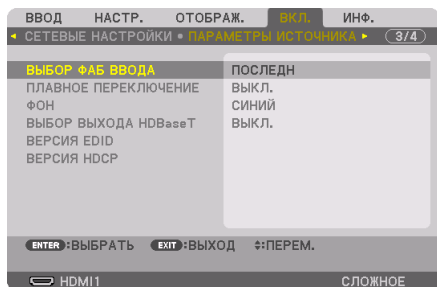 ВВОД НАСТР. ОТОБРАЖ. ВКЛ. ИНФ.
СЕТЕВЫЕ НАСТРОЙКИ • ПАРАМЕТРЫ ИСТОЧНИКА 3/4
ВЫБОР ФАБ ВВОДА ПОСЛЕДН
ПЛАВНОЕ ПЕРЕКЛЮЧЕНИЕ ВЫКЛ.
ФОН СИНИЙ
ВЫБОР ВЫХОДА HDBaseT ВЫКЛ.
ВЕРСИЯ EDID
ВЕРСИЯ HDCP
ENTER :ВЫБРАТЬ EXIT :ВЫХОД :ПЕРЕМ.
HDMI1 СЛОЖНОЕ